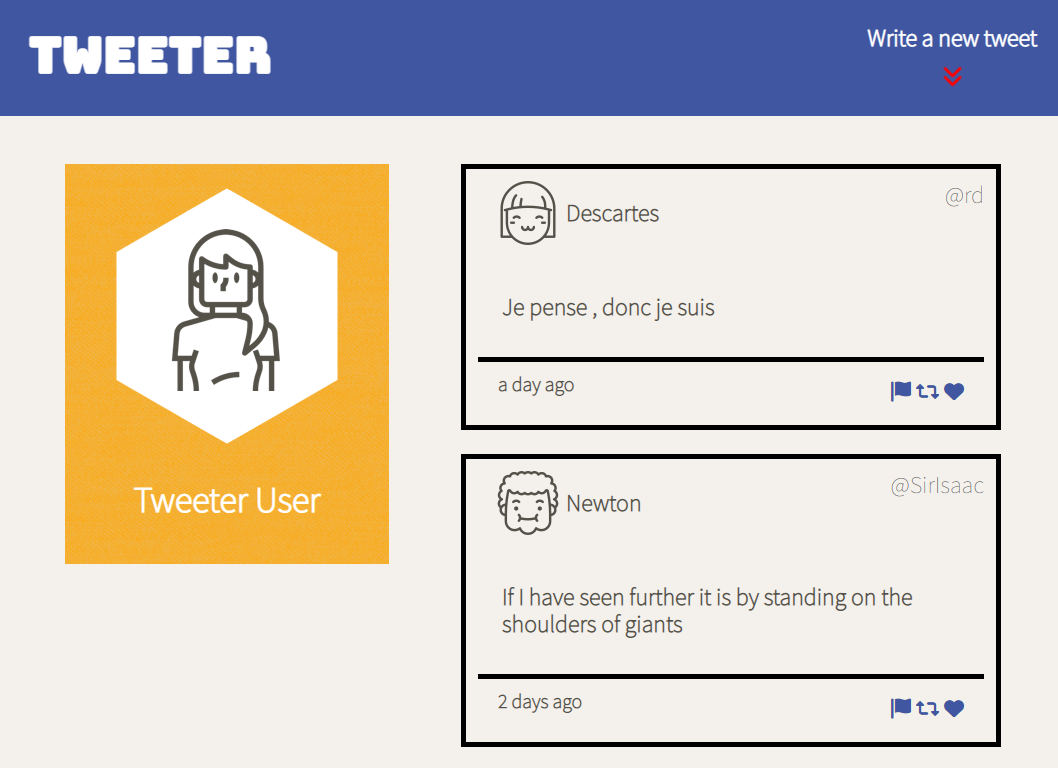 TWEETER
Write a new tweet
Tweeter User
Descartes
@rd
Je pense , donc je suis
a day ago
Newton
@SirIsaac
If I have seen further it is by standing on the
shoulders of giants
2 days ago